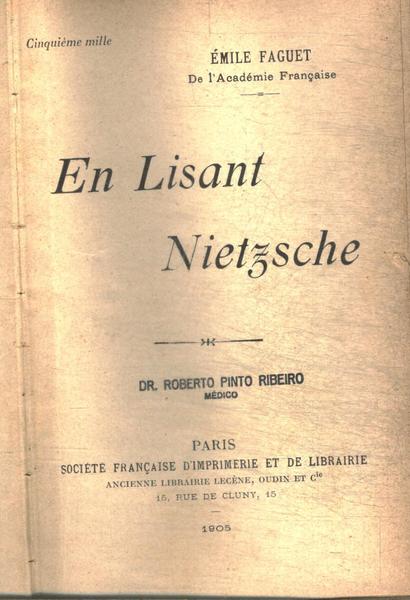 Cinquième mille
ÉMILE FAGUET
De l'Académie Française
En Lisant
Nietzsche
DR. ROBERTO PINTO RIBEIRO
MÉDICO
PARIS
SOCIÉTÉ FRANÇAISE D'IMPRIMERIE ET DE LIBRAIRIE
ANCIENNE LIBRAIRIE LECÈNE, OUDIN ET Cie
15, RUE DE CLUNY, 15
1905